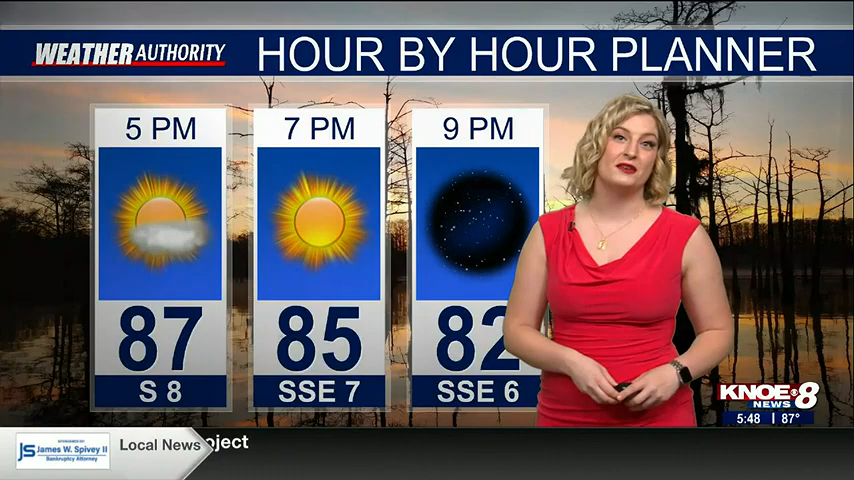 WEATHER AUTHORITY
HOUR BY HOUR PLANNER
5 PM
7 PM
9 PM
87
85
82
S 8
SSE 7
SSE 6
KNOE 8
NEWS
5:48 | 87°
SPONSORED BY:
JS James W. Spivey II
Bankruptcy Attorney
Local News
oject